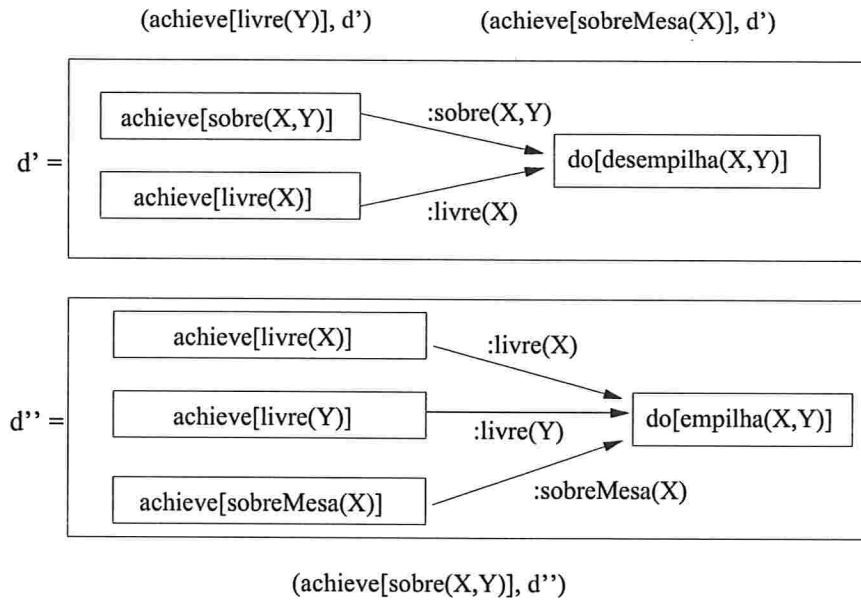 (achieve[livre(Y)], d’) (achieve[sobreMesa(X)], d’)
d’ =
achieve[sobre(X,Y)]
:sobre(X,Y)
do[desempilha(X,Y)]
achieve[livre(X)]
:livre(X)
d’’ =
achieve[livre(X)]
:livre(X)
achieve[livre(Y)]
:livre(Y)
do[empilha(X,Y)]
achieve[sobreMesa(X)]
:sobreMesa(X)
(achieve[sobre(X,Y)], d’’)